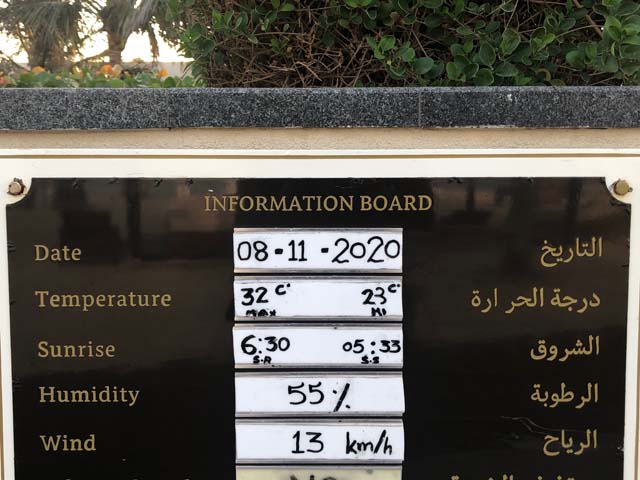 INFORMATION BOARD
Date 08-11-2020 التاريخ
Temperature 32 C° 23 C° درجة الحرارة
MAX MI
Sunrise 6:30 05:33 الشروق
S.R S.S
Humidity 55% الرطوبة
Wind 13 km/h الرياح